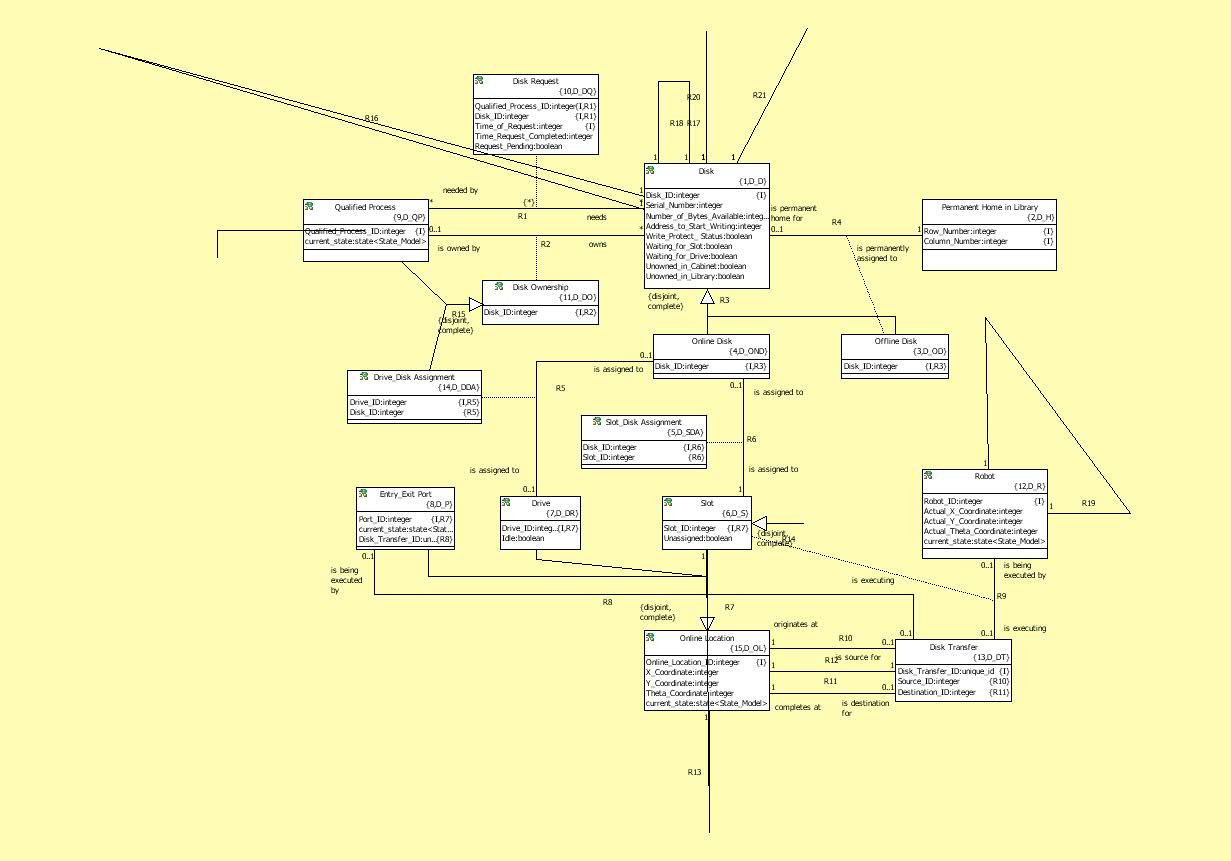 R16
Disk Request
{10,D_DQ}
Qualified_Process_ID:integer{I,R1}
Disk_ID:integer {I,R1}
Time_of_Request:integer {I}
Time_Request_Completed:integer
Request_Pending:boolean
R20
R21
R18
R17
1
1
1
1
1
Disk
{1,D_D}
Disk_ID:integer {I}
Serial_Number:integer
Number_of_Bytes_Available:integ...
Address_to_Start_Writing:integer
Write_Protect_ Status:boolean
Waiting_for_Slot:boolean
Waiting_for_Drive:boolean
Unowned_in_Cabinet:boolean
Unowned_in_Library:boolean
needed by
*
{*}
R1
needs
*
Qualified Process
{9,D_QP}
Qualified_Process_ID:integer {I}
current_state:state<State_Model>
0..1
is owned by
R2
owns
*
is permanent
home for
0..1
R4
1
is permanently
assigned to
Permanent Home in Library
{2,D_H}
Row_Number:integer {I}
Column_Number:integer {I}
Disk Ownership
{11,D_DO}
Disk_ID:integer {I,R2}
R15
{disjoint,
complete}
{disjoint,
complete}
R3
Online Disk
{4,D_OND}
Disk_ID:integer {I,R3}
Offline Disk
{3,D_OD}
Disk_ID:integer {I,R3}
0..1
is assigned to
R5
0..1
is assigned to
Drive_Disk Assignment
{14,D_DDA}
Drive_ID:integer {I,R5}
Disk_ID:integer {R5}
Slot_Disk Assignment
{5,D_SDA}
Disk_ID:integer {I,R6}
Slot_ID:integer {R6}
R6
is assigned to
0..1
is assigned to
1
Entry_Exit Port
{8,D_P}
Port_ID:integer {I,R7}
current_state:state<Stat...
Disk_Transfer_ID:un...{R8}
Drive
{7,D_DR}
Drive_ID:integ...{I,R7}
Idle:boolean
Slot
{6,D_S}
Slot_ID:integer {I,R7}
Unassigned:boolean
{disjoint,
complete}
1
Robot
{12,D_R}
Robot_ID:integer {I}
Actual_X_Coordinate:integer
Actual_Y_Coordinate:integer
Actual_Theta_Coordinate:integer
current_state:state<State_Model>
1
R19
0..1
is being
executed
by
R8
1
{disjoint,
complete}
R7
is executing
0..1
is being
executed by
R9
is executing
0..1
0..1
Online Location
{15,D_OL}
Online_Location_ID:integer {I}
X_Coordinate:integer
Y_Coordinate:integer
Theta_Coordinate:integer
current_state:state<State_Model>
originates at
1
R10
0..1
R12
is source for
1
1
R11
1
0..1
completes at
is destination
for
Disk Transfer
{13,D_DT}
Disk_Transfer_ID:unique_id {I}
Source_ID:integer {R10}
Destination_ID:integer {R11}
1
R13